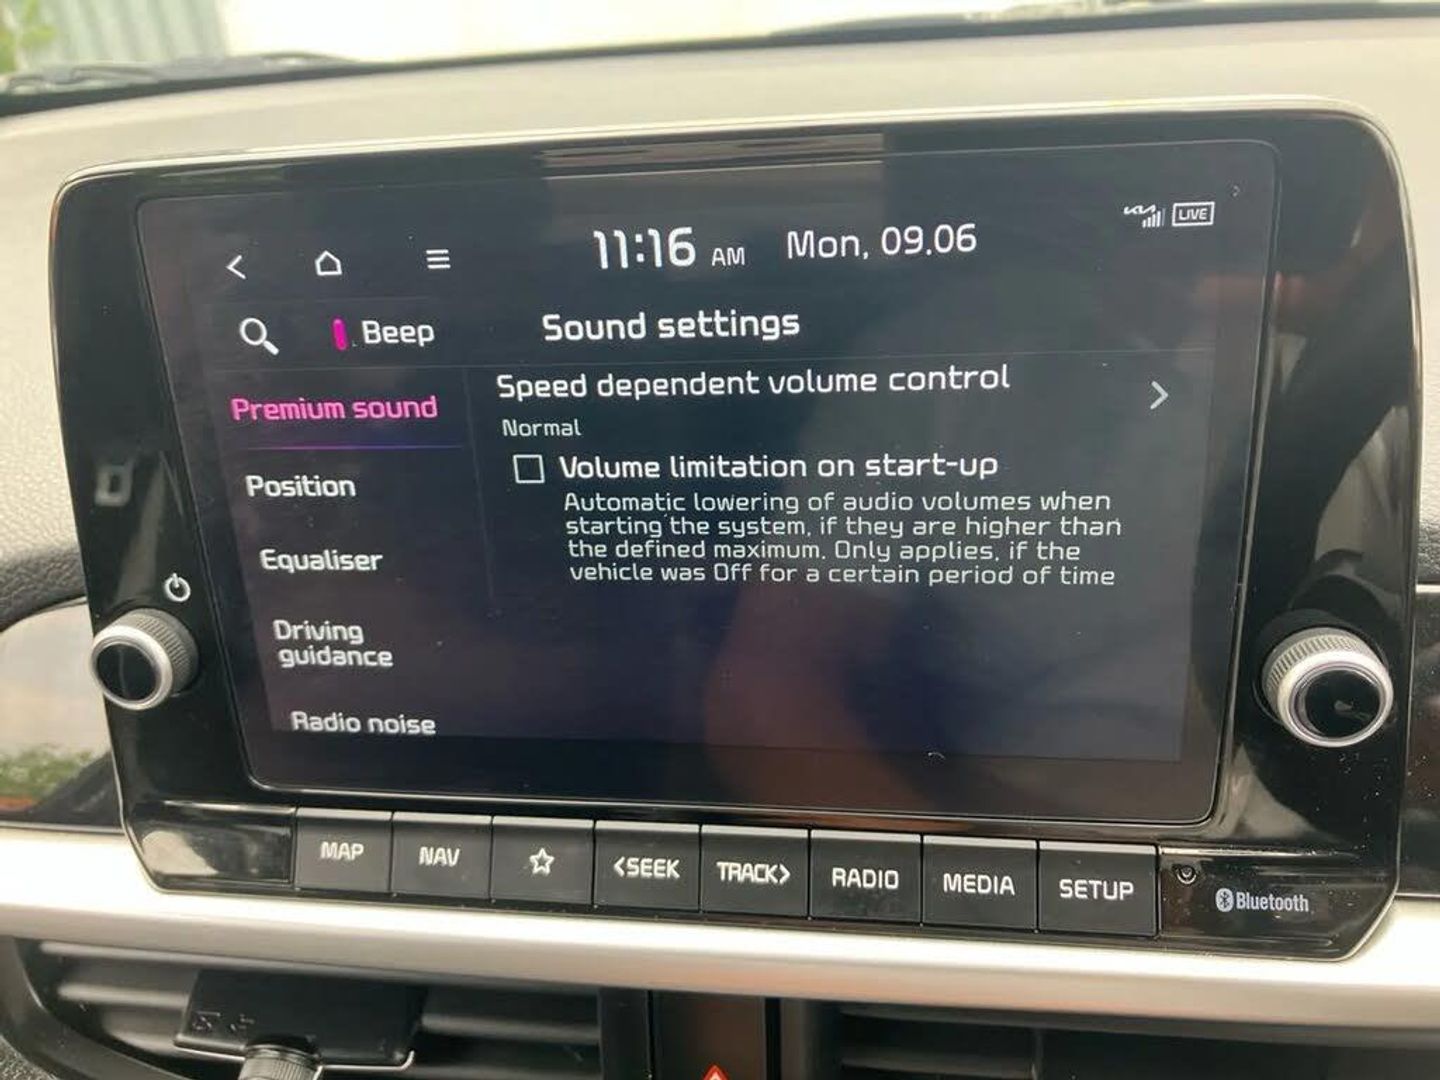 11:16 AM Mon, 09.06
LIVE
Beep
Sound settings
Premium sound
Position
Equaliser
Driving
guidance
Radio noise
Speed dependent volume control
Normal
Volume limitation on start-up
Automatic lowering of audio volumes when
starting the system, if they are higher than
the defined maximum. Only applies, if the
vehicle was Off for a certain period of time
MAP NAV <SEEK TRACK> RADIO MEDIA SETUP
Bluetooth